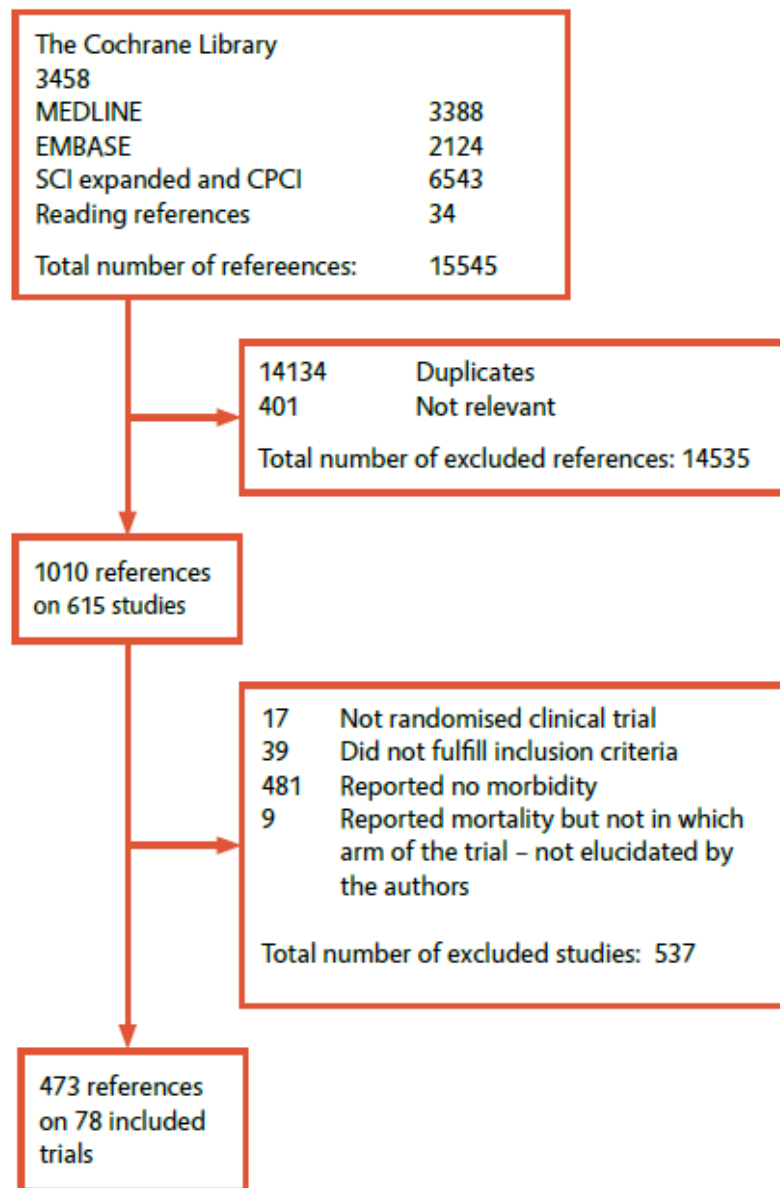 The Cochrane Library
3458
MEDLINE 3388
EMBASE 2124
SCI expanded and CPCI 6543
Reading references 34
Total number of refereences: 15545
14134 Duplicates
401 Not relevant
Total number of excluded references: 14535
1010 references
on 615 studies
17 Not randomised clinical trial
39 Did not fulfill inclusion criteria
481 Reported no morbidity
9 Reported mortality but not in which
arm of the trial – not elucidated by
the authors
Total number of excluded studies: 537
473 references
on 78 included
trials